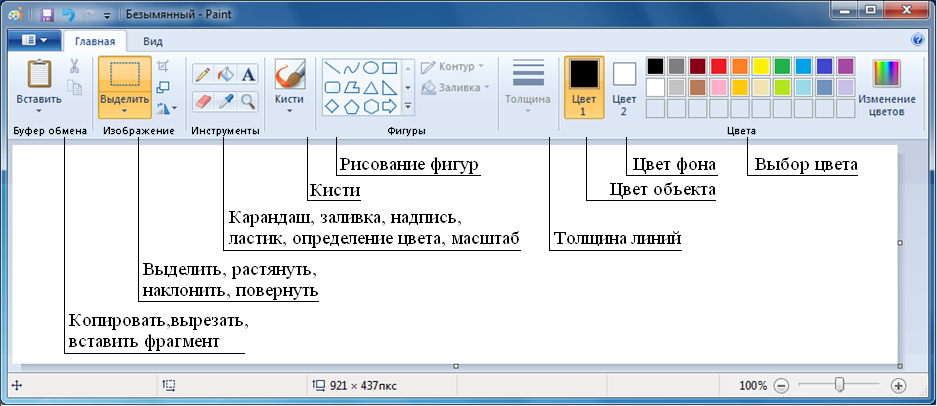 Безымянный - Paint
Главная Вид
Вставить
Выделить
A
Кисти
Контур
Заливка
Толщина
Цвет
1
Цвет
2
Изменение
цветов
Буфер обмена
Изображение
Инструменты
Фигуры
Цвета
Рисование фигур
Цвет фона
Выбор цвета
Кисти
Цвет объекта
Карандаш, заливка, надпись,
ластик, определение цвета, масштаб
Толщина линий
Выделить, растянуть,
наклонить, повернуть
Копировать,вырезать,
вставить фрагмент
921 × 437пкс
100%